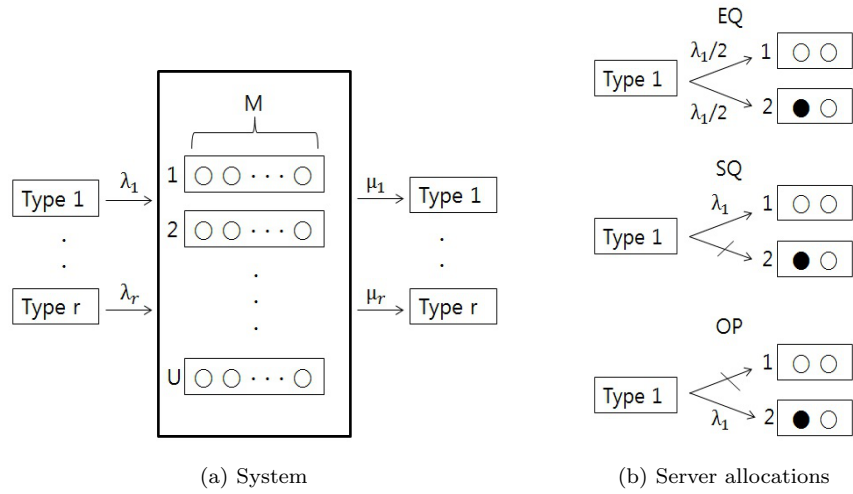 M
1
Type 1 λ₁ μ₁ Type 1
2
. . . . .
Type r λᵣ μᵣ Type r
U
(a) System
EQ
Type 1 λ₁/2 1
λ₁/2 2
SQ
Type 1 λ₁ 1
2
OP
Type 1 1
λ₁ 2
(b) Server allocations